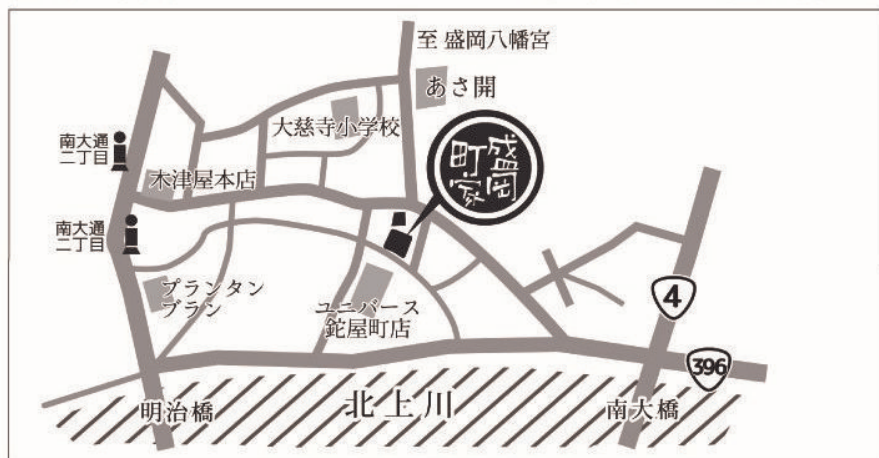 至 盛岡八幡宮
あさ開
大慈寺小学校
盛岡
町家
南大通
二丁目
木津屋本店
南大通
二丁目
プランタン
ブラン
ユニバース
鉈屋町店
4
396
明治橋
北上川
南大橋